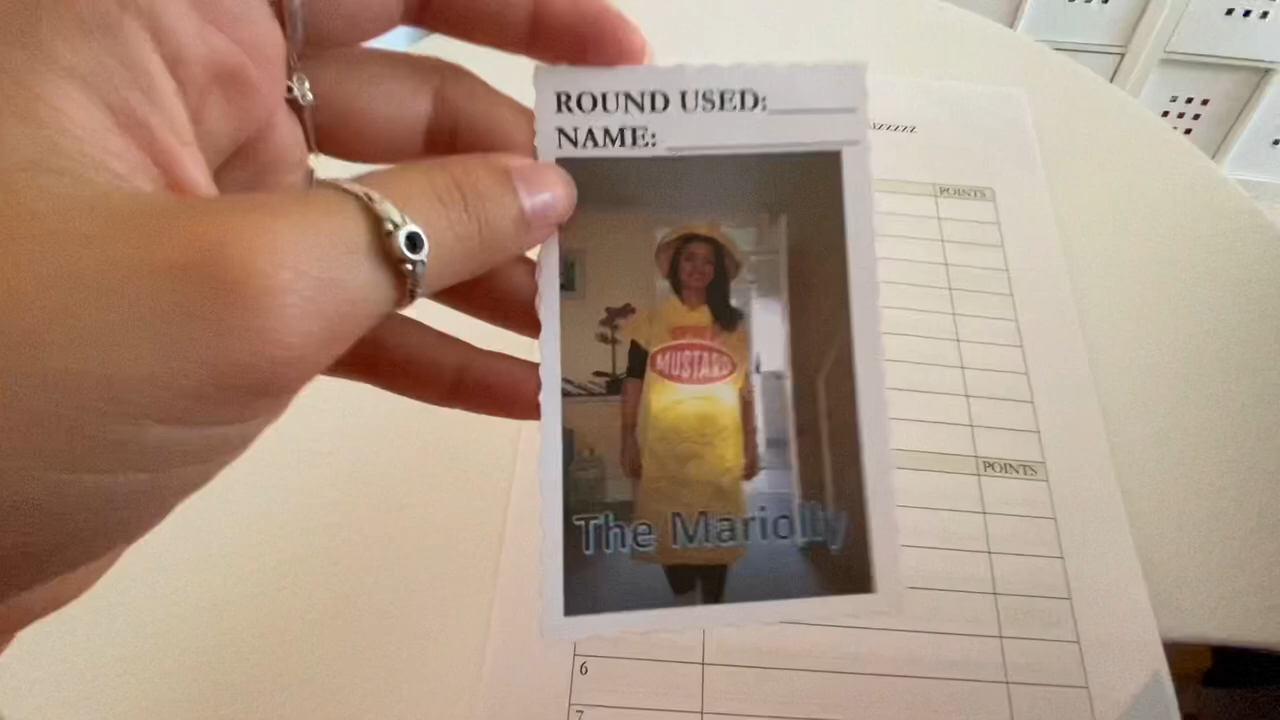 ROUND USED:
NAME:
MUSTARD
The Mariolly
POINTS
POINTS
6
7